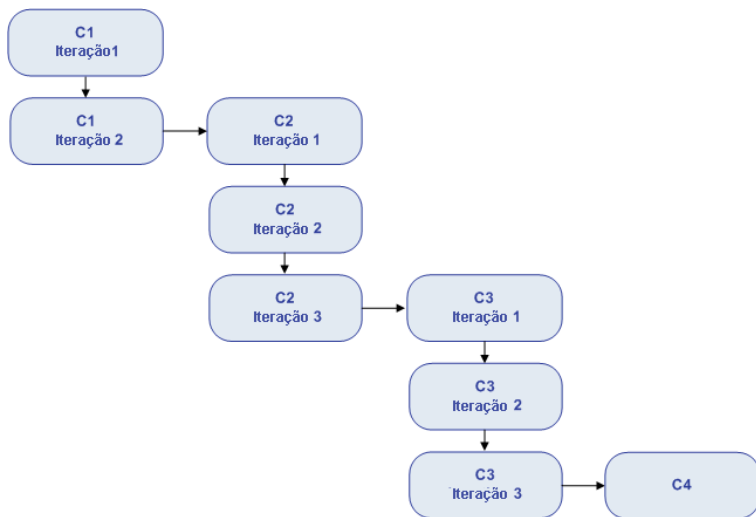 C1
Iteração1
C1
Iteração 2
C2
Iteração 1
C2
Iteração 2
C2
Iteração 3
C3
Iteração 1
C3
Iteração 2
C3
Iteração 3
C4